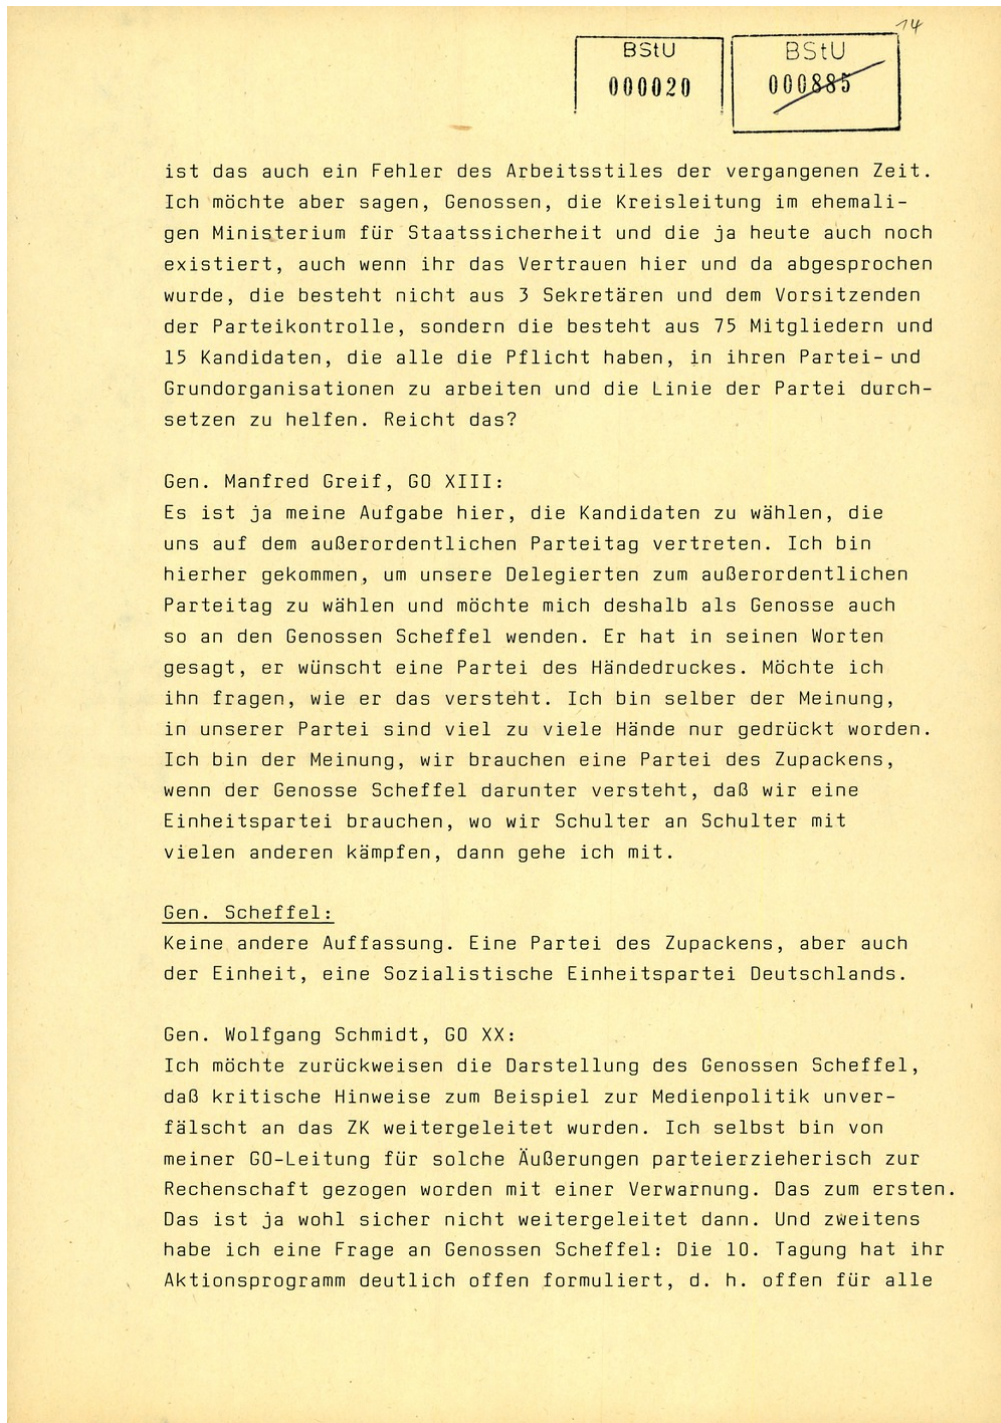 14
BStU
000020
BStU
000885
ist das auch ein Fehler des Arbeitsstiles der vergangenen Zeit.
Ich möchte aber sagen, Genossen, die Kreisleitung im ehemali-
gen Ministerium für Staatssicherheit und die ja heute auch noch
existiert, auch wenn ihr das Vertrauen hier und da abgesprochen
wurde, die besteht nicht aus 3 Sekretären und dem Vorsitzenden
der Parteikontrolle, sondern die besteht aus 75 Mitgliedern und
15 Kandidaten, die alle die Pflicht haben, in ihren Partei- und
Grundorganisationen zu arbeiten und die Linie der Partei durch-
setzen zu helfen. Reicht das?
Gen. Manfred Greif, GO XIII:
Es ist ja meine Aufgabe hier, die Kandidaten zu wählen, die
uns auf dem außerordentlichen Parteitag vertreten. Ich bin
hierher gekommen, um unsere Delegierten zum außerordentlichen
Parteitag zu wählen und möchte mich deshalb als Genosse auch
so an den Genossen Scheffel wenden. Er hat in seinen Worten
gesagt, er wünscht eine Partei des Händedruckes. Möchte ich
ihn fragen, wie er das versteht. Ich bin selber der Meinung,
in unserer Partei sind viel zu viele Hände nur gedrückt worden.
Ich bin der Meinung, wir brauchen eine Partei des Zupackens,
wenn der Genosse Scheffel darunter versteht, daß wir eine
Einheitspartei brauchen, wo wir Schulter an Schulter mit
vielen anderen kämpfen, dann gehe ich mit.
Gen. Scheffel:
Keine andere Auffassung. Eine Partei des Zupackens, aber auch
der Einheit, eine Sozialistische Einheitspartei Deutschlands.
Gen. Wolfgang Schmidt, GO XX:
Ich möchte zurückweisen die Darstellung des Genossen Scheffel,
daß kritische Hinweise zum Beispiel zur Medienpolitik unver-
fälscht an das ZK weitergeleitet wurden. Ich selbst bin von
meiner GO-Leitung für solche Äußerungen parteierzieherisch zur
Rechenschaft gezogen worden mit einer Verwarnung. Das zum ersten.
Das ist ja wohl sicher nicht weitergeleitet dann. Und zweitens
habe ich eine Frage an Genossen Scheffel: Die 10. Tagung hat ihr
Aktionsprogramm deutlich offen formuliert, d. h. offen für alle